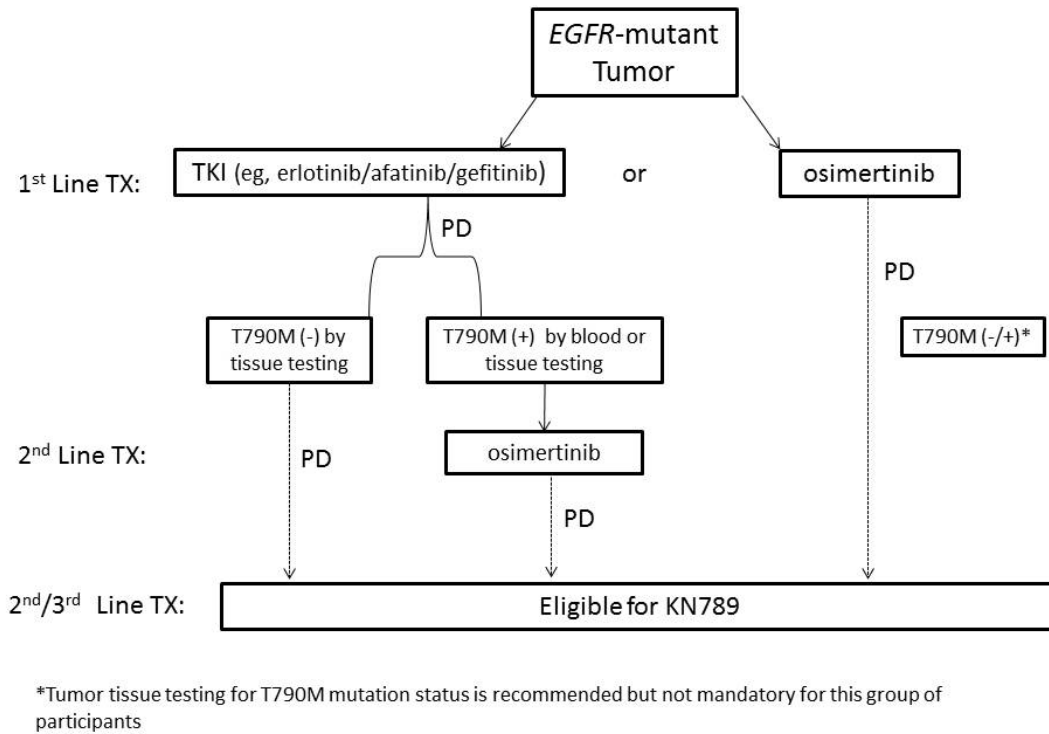 EGFR-mutant
Tumor
1st Line TX:
TKI (eg, erlotinib/afatinib/gefitinib)
or
osimertinib
PD
PD
T790M (-) by
tissue testing
T790M (+) by blood or
tissue testing
T790M (-/+)*
2nd Line TX:
PD
osimertinib
PD
2nd/3rd Line TX:
Eligible for KN789
*Tumor tissue testing for T790M mutation status is recommended but not mandatory for this group of
participants